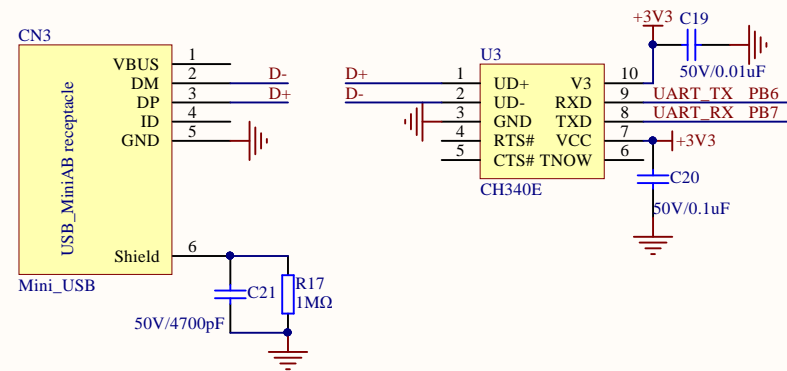 CN3
USB_MiniAB receptacle
VBUS 1
DM 2 D-
DP 3 D+
ID 4
GND 5
Shield 6
Mini_USB
C21
50V/4700pF
R17
1MΩ
U3
D+ 1 UD+
D- 2 UD-
3 GND
4 RTS#
5 CTS#
V3 10
RXD 9 UART_TX PB6
TXD 8 UART_RX PB7
VCC 7 +3V3
TNOW 6
CH340E
+3V3
C19
50V/0.01uF
C20
50V/0.1uF